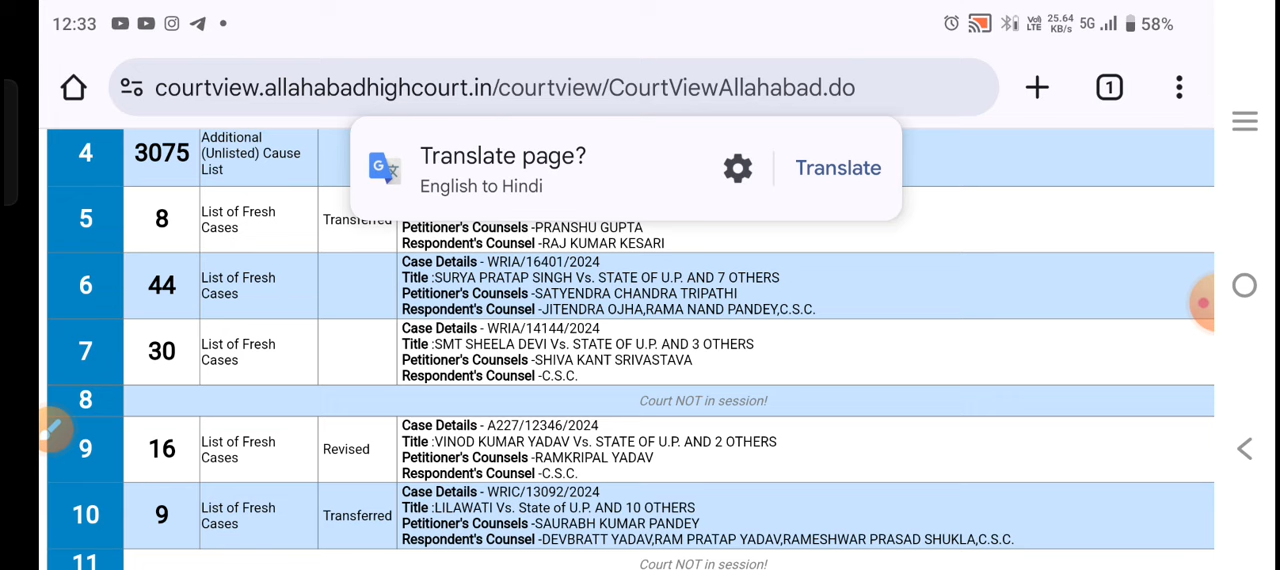 12:33
VoLTE 25.64 KB/s 5G 58%
courtview.allahabadhighcourt.in/courtview/CourtViewAllahabad.do
1
Translate page?
English to Hindi
Translate
4 3075 Additional (Unlisted) Cause List
5 8 List of Fresh Cases Transferred
Petitioner's Counsels -PRANSHU GUPTA
Respondent's Counsel -RAJ KUMAR KESARI
6 44 List of Fresh Cases
Case Details - WRIA/16401/2024
Title :SURYA PRATAP SINGH Vs. STATE OF U.P. AND 7 OTHERS
Petitioner's Counsels -SATYENDRA CHANDRA TRIPATHI
Respondent's Counsel -JITENDRA OJHA,RAMA NAND PANDEY,C.S.C.
7 30 List of Fresh Cases
Case Details - WRIA/14144/2024
Title :SMT SHEELA DEVI Vs. STATE OF U.P. AND 3 OTHERS
Petitioner's Counsels -SHIVA KANT SRIVASTAVA
Respondent's Counsel -C.S.C.
8 Court NOT in session!
9 16 List of Fresh Cases Revised
Case Details - A227/12346/2024
Title :VINOD KUMAR YADAV Vs. STATE OF U.P. AND 2 OTHERS
Petitioner's Counsels -RAMKRIPAL YADAV
Respondent's Counsel -C.S.C.
10 9 List of Fresh Cases Transferred
Case Details - WRIC/13092/2024
Title :LILAWATI Vs. State of U.P. AND 10 OTHERS
Petitioner's Counsels -SAURABH KUMAR PANDEY
Respondent's Counsel -DEVBRATT YADAV,RAM PRATAP YADAV,RAMESHWAR PRASAD SHUKLA,C.S.C.
11 Court NOT in session!